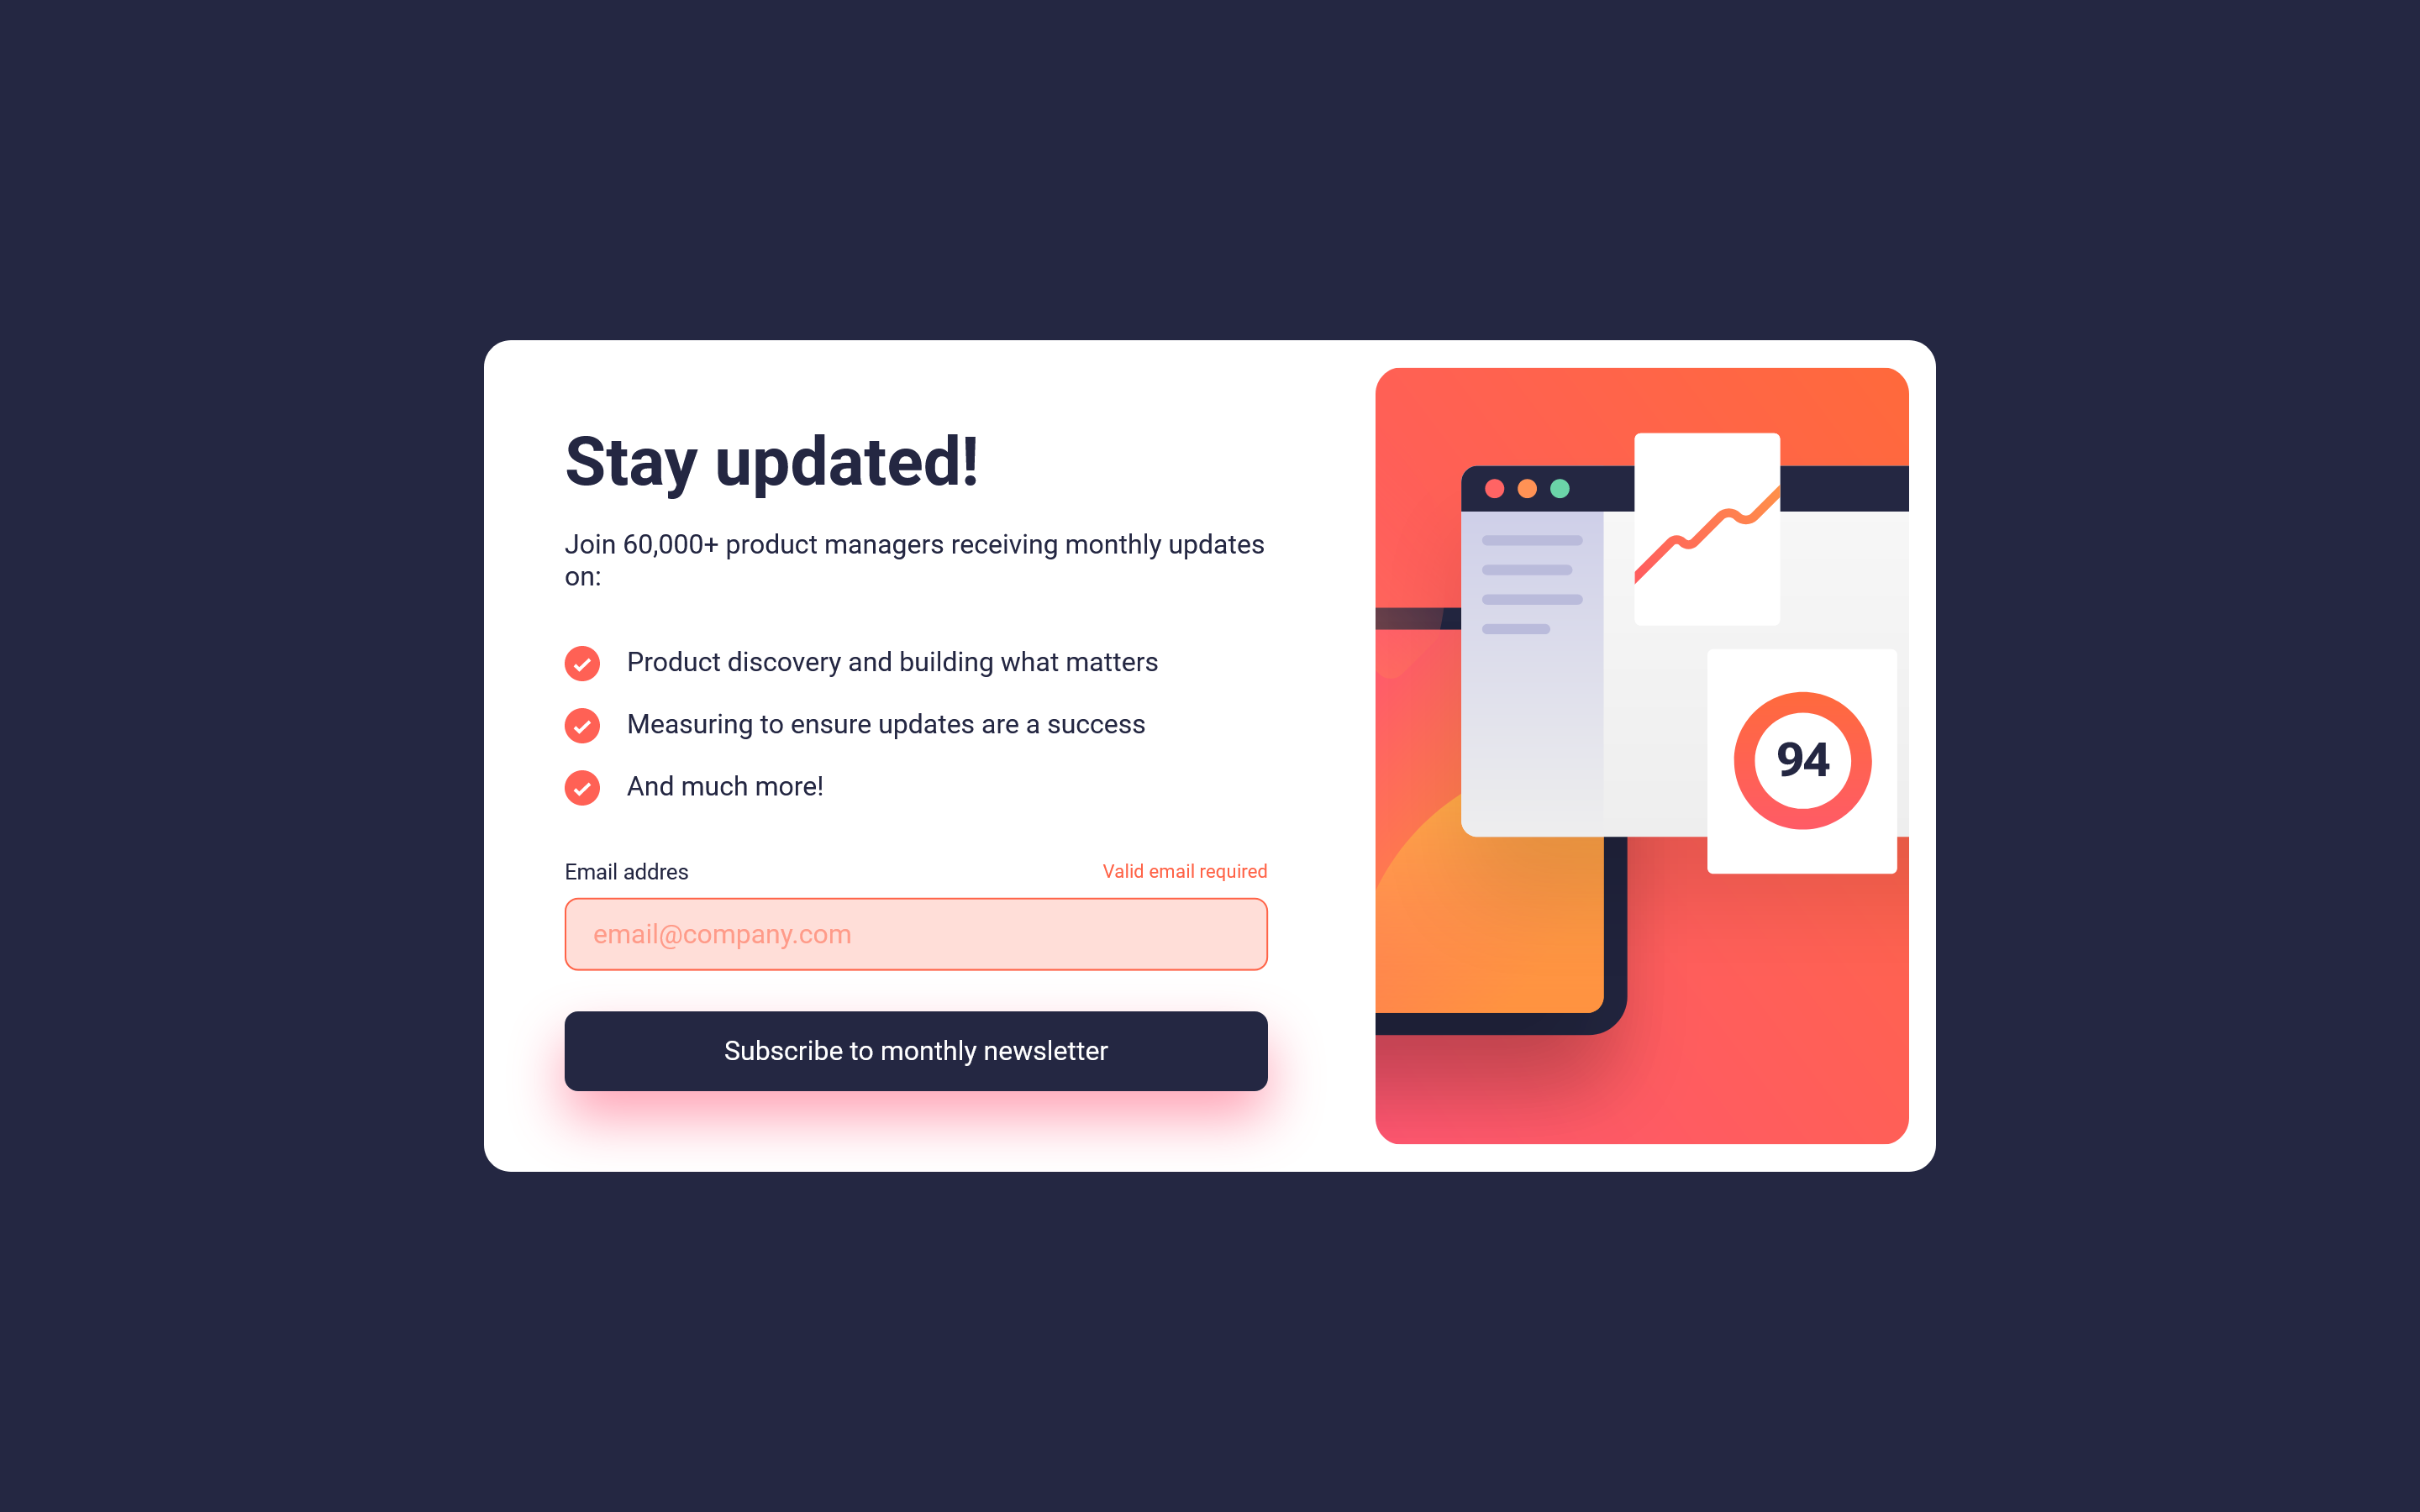 Stay updated!
Join 60,000+ product managers receiving monthly updates
on:
Product discovery and building what matters
Measuring to ensure updates are a success
And much more!
Email addres
Valid email required
email@company.com
Subscribe to monthly newsletter
94